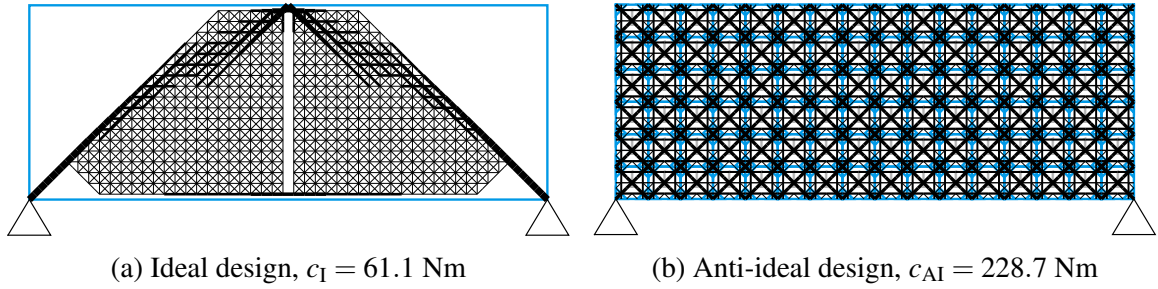 (a) Ideal design, c_I = 61.1 Nm
(b) Anti-ideal design, c_AI = 228.7 Nm